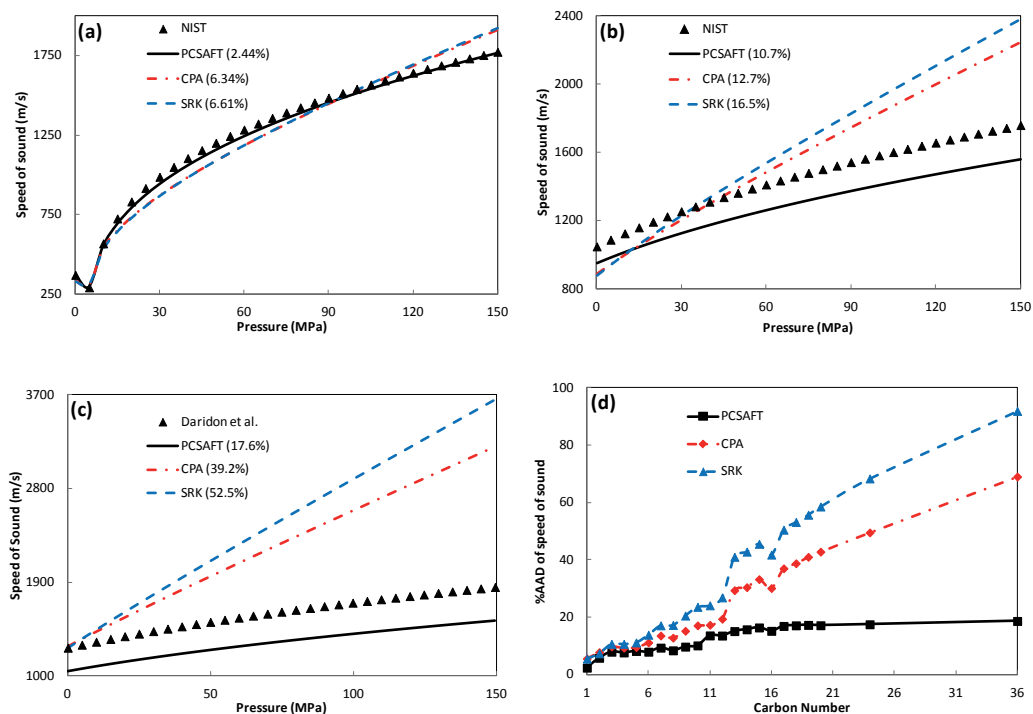 (a)
NIST
PCSAFT (2.44%)
CPA (6.34%)
SRK (6.61%)
1750
1250
750
250
Speed of sound (m/s)
0 30 60 90 120 150
Pressure (MPa)
(b)
NIST
PCSAFT (10.7%)
CPA (12.7%)
SRK (16.5%)
2400
2000
1600
1200
800
Speed of sound (m/s)
0 30 60 90 120 150
Pressure (MPa)
(c)
Daridon et al.
PCSAFT (17.6%)
CPA (39.2%)
SRK (52.5%)
3700
2800
1900
1000
Speed of Sound (m/s)
0 50 100 150
Pressure (MPa)
(d)
PCSAFT
CPA
SRK
100
80
60
40
20
0
%AAD of speed of sound
1 6 11 16 21 26 31 36
Carbon Number